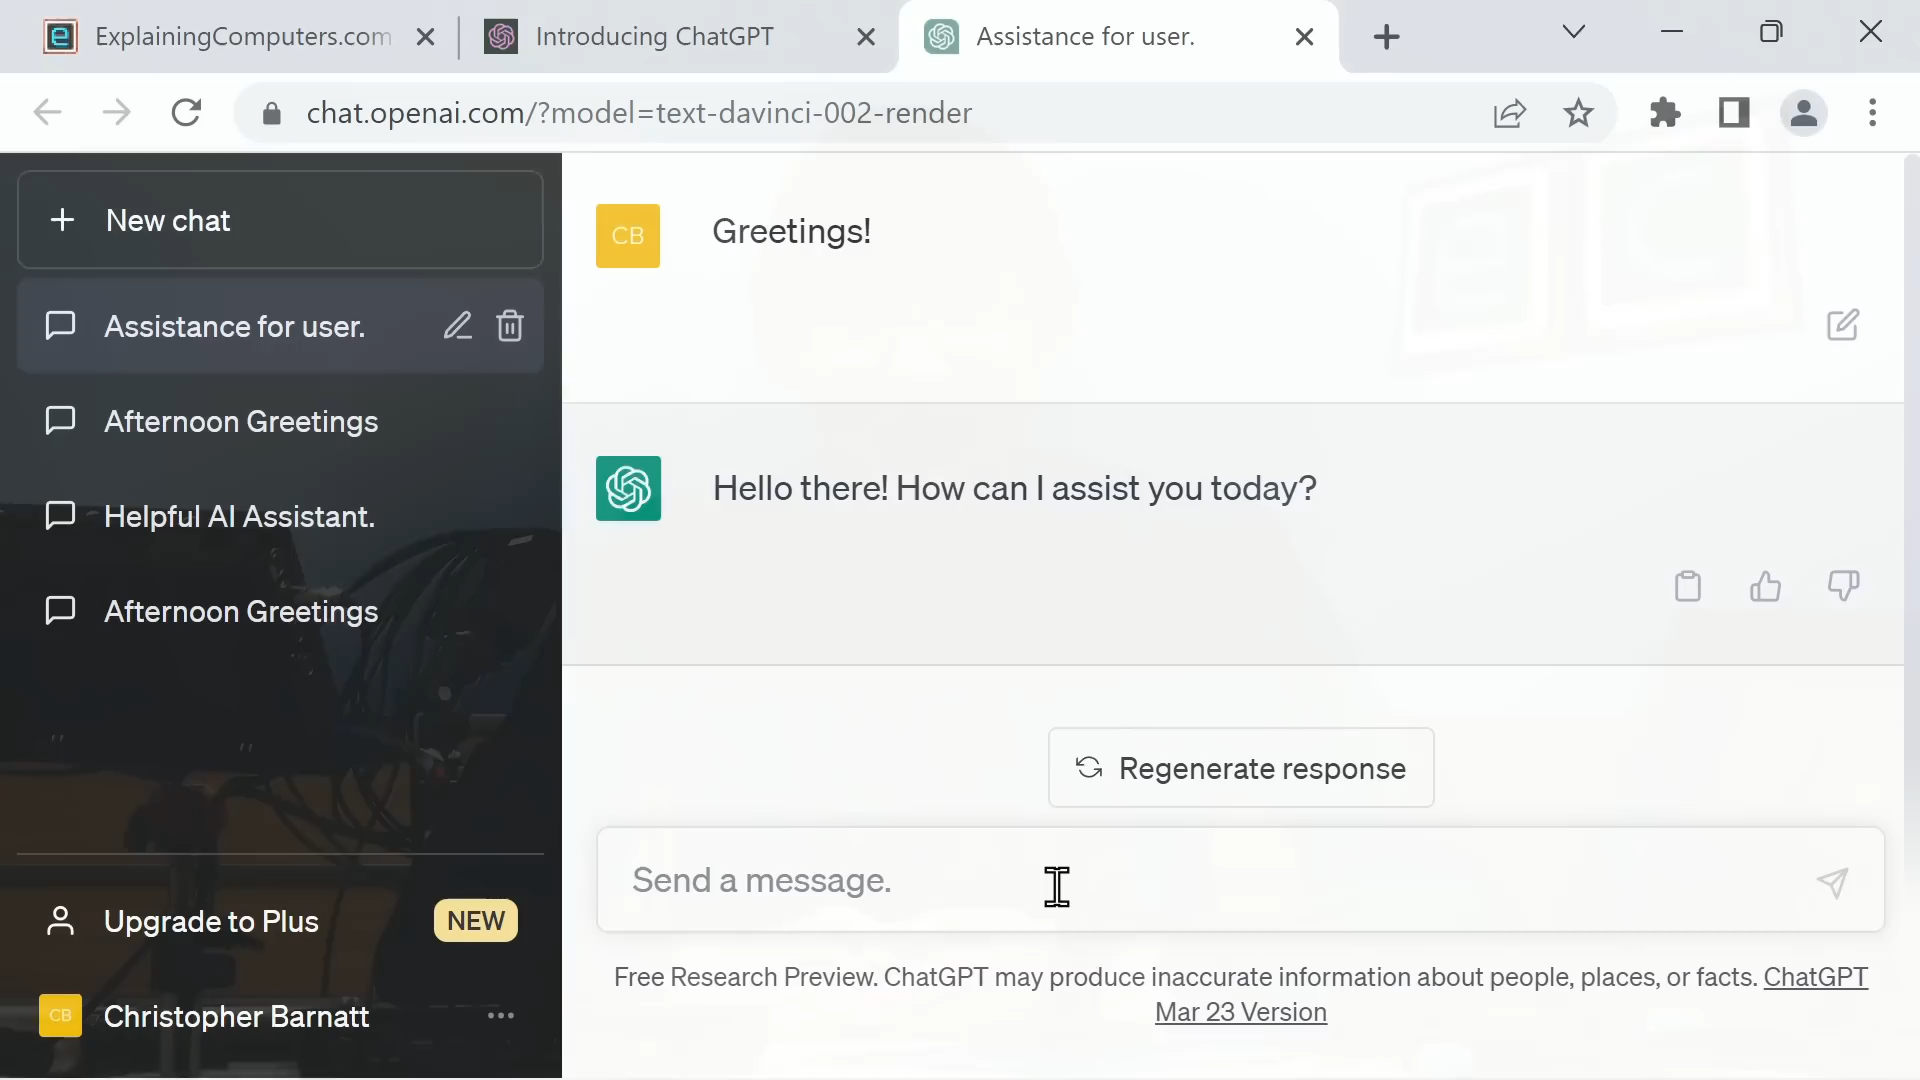 ExplainingComputers.com
Introducing ChatGPT
Assistance for user.
chat.openai.com/?model=text-davinci-002-render
+ New chat
Assistance for user.
Afternoon Greetings
Helpful AI Assistant.
Afternoon Greetings
Upgrade to Plus
NEW
CB
Christopher Barnatt
CB
Greetings!
Hello there! How can I assist you today?
Regenerate response
Send a message.
Free Research Preview. ChatGPT may produce inaccurate information about people, places, or facts. ChatGPT
Mar 23 Version